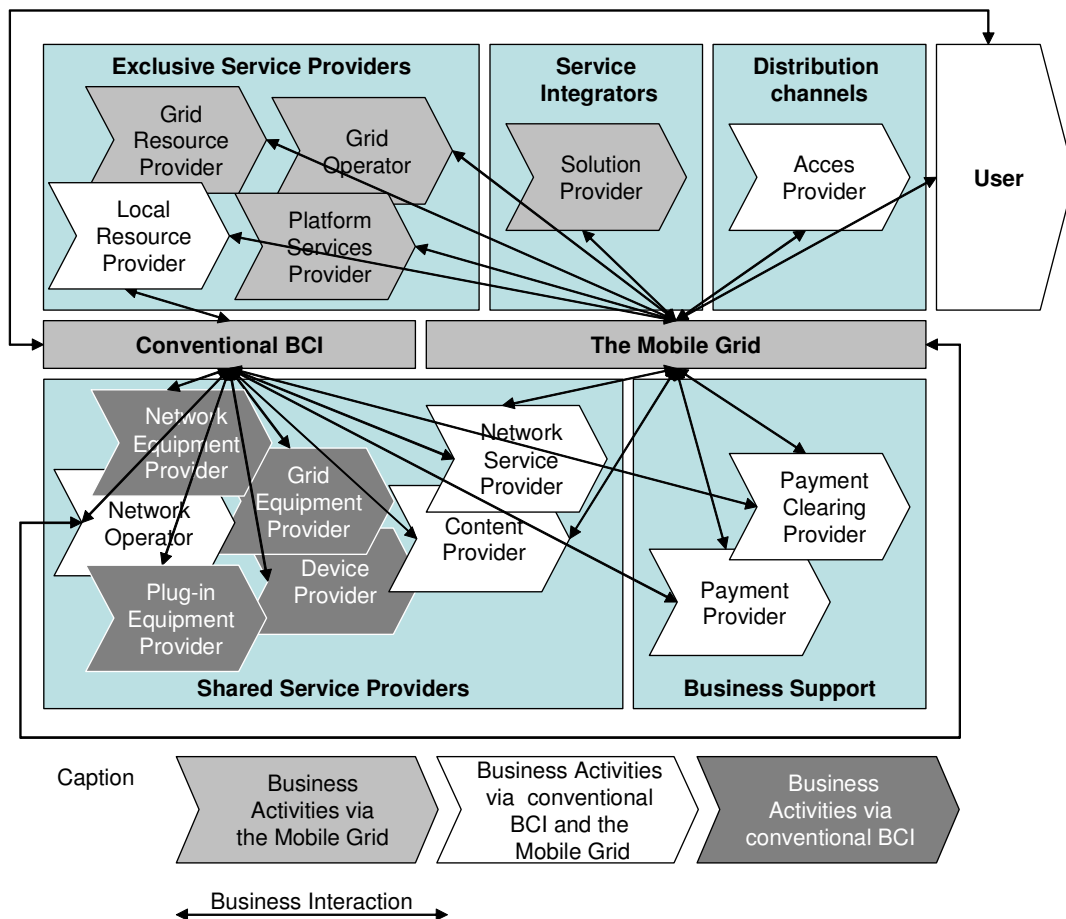 Exclusive Service Providers
Service
Integrators
Distribution
channels
Grid
Resource
Provider
Grid
Operator
Solution
Provider
Acces
Provider
User
Local
Resource
Provider
Platform
Services
Provider
Conventional BCI
The Mobile Grid
Network
Equipment
Provider
Network
Service
Provider
Grid
Equipment
Provider
Payment
Clearing
Provider
Network
Operator
Content
Provider
Device
Provider
Plug-in
Equipment
Provider
Payment
Provider
Shared Service Providers
Business Support
Caption
Business
Activities via
the Mobile Grid
Business Activities
via conventional
BCI and the
Mobile Grid
Business
Activities via
conventional BCI
Business Interaction